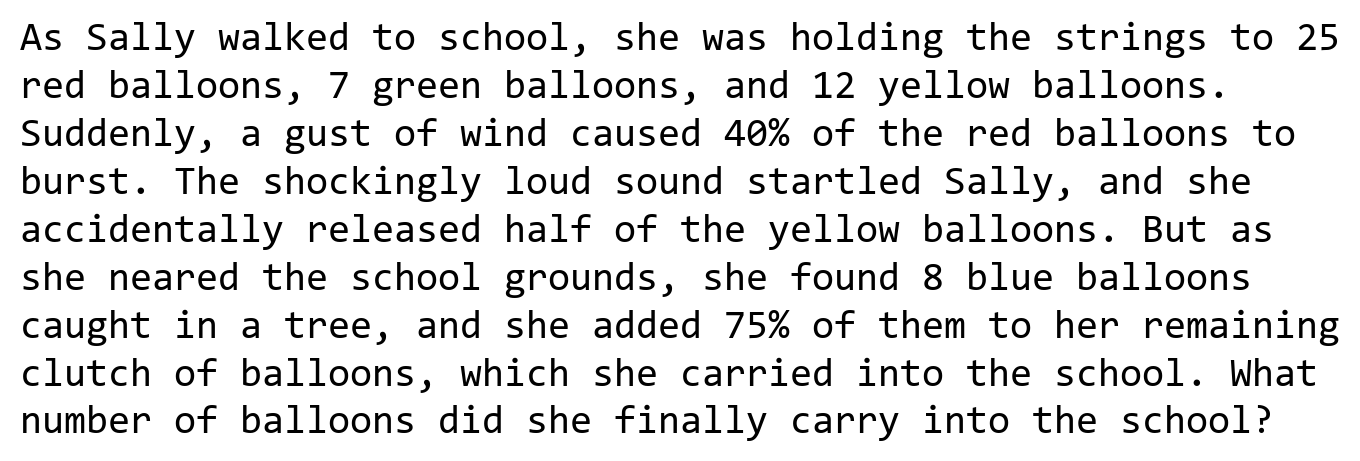 As Sally walked to school, she was holding the strings to 25
red balloons, 7 green balloons, and 12 yellow balloons.
Suddenly, a gust of wind caused 40% of the red balloons to
burst. The shockingly loud sound startled Sally, and she
accidentally released half of the yellow balloons. But as
she neared the school grounds, she found 8 blue balloons
caught in a tree, and she added 75% of them to her remaining
clutch of balloons, which she carried into the school. What
number of balloons did she finally carry into the school?